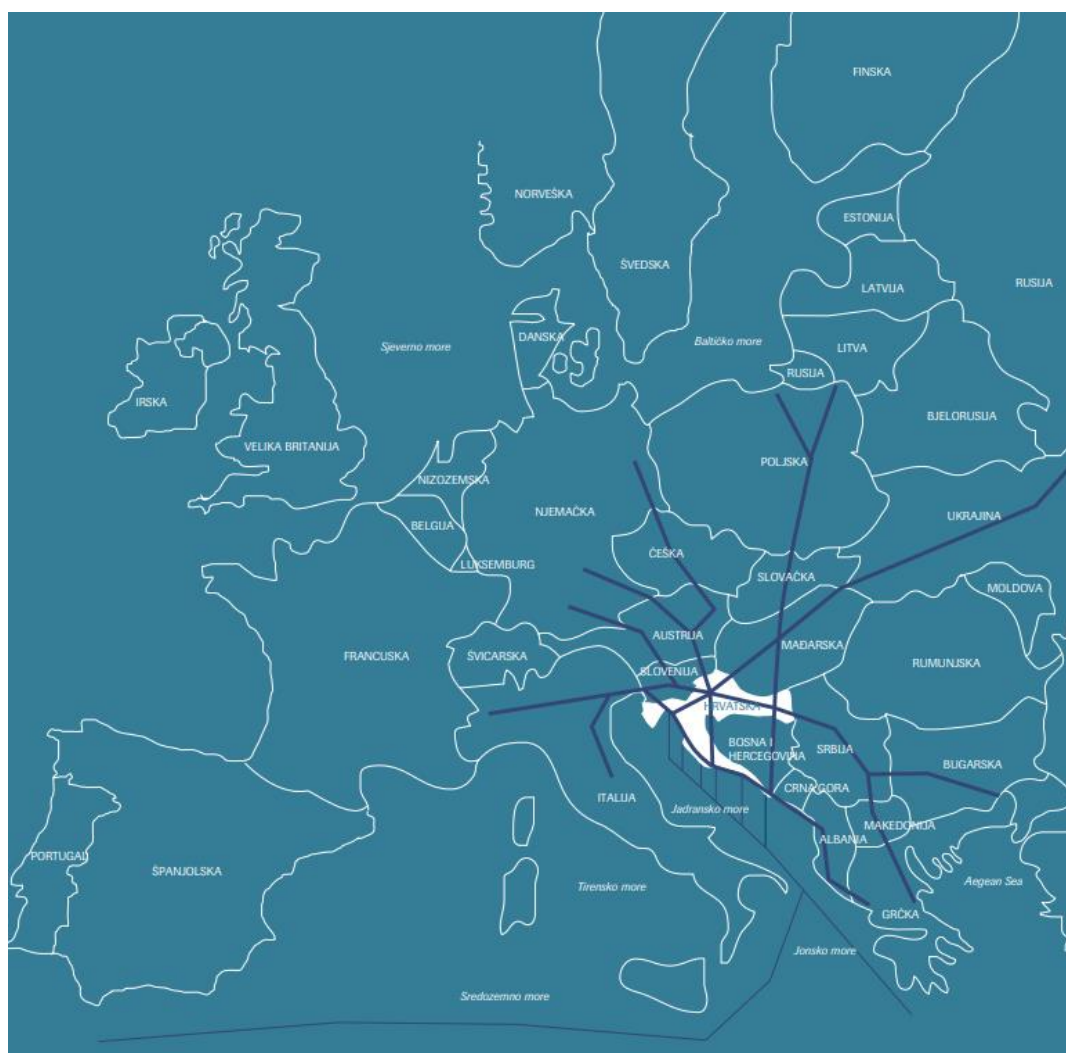 FINSKA
NORVEŠKA
ESTONIJA
ŠVEDSKA
RUSIJA
LATVIJA
DANSKA
Sjeverno more
Baltičko more
LITVA
RUSIJA
IRSKA
BJELORUSIJA
VELIKA BRITANIJA
POLJSKA
NIZOZEMSKA
NJEMAČKA
UKRAJINA
BELGIJA
ČEŠKA
LUKSEMBURG
SLOVAČKA
MOLDOVA
AUSTRIJA
MAĐARSKA
FRANCUSKA
ŠVICARSKA
RUMUNJSKA
SLOVENIJA
HRVATSKA
BOSNA I
HERCEGOVINA
SRBIJA
BUGARSKA
CRNA GORA
ITALIJA
Jadransko more
MAKEDONIJA
ALBANIJA
PORTUGAL
ŠPANJOLSKA
Tirensko more
Aegean Sea
GRČKA
Jonsko more
Sredozemno more